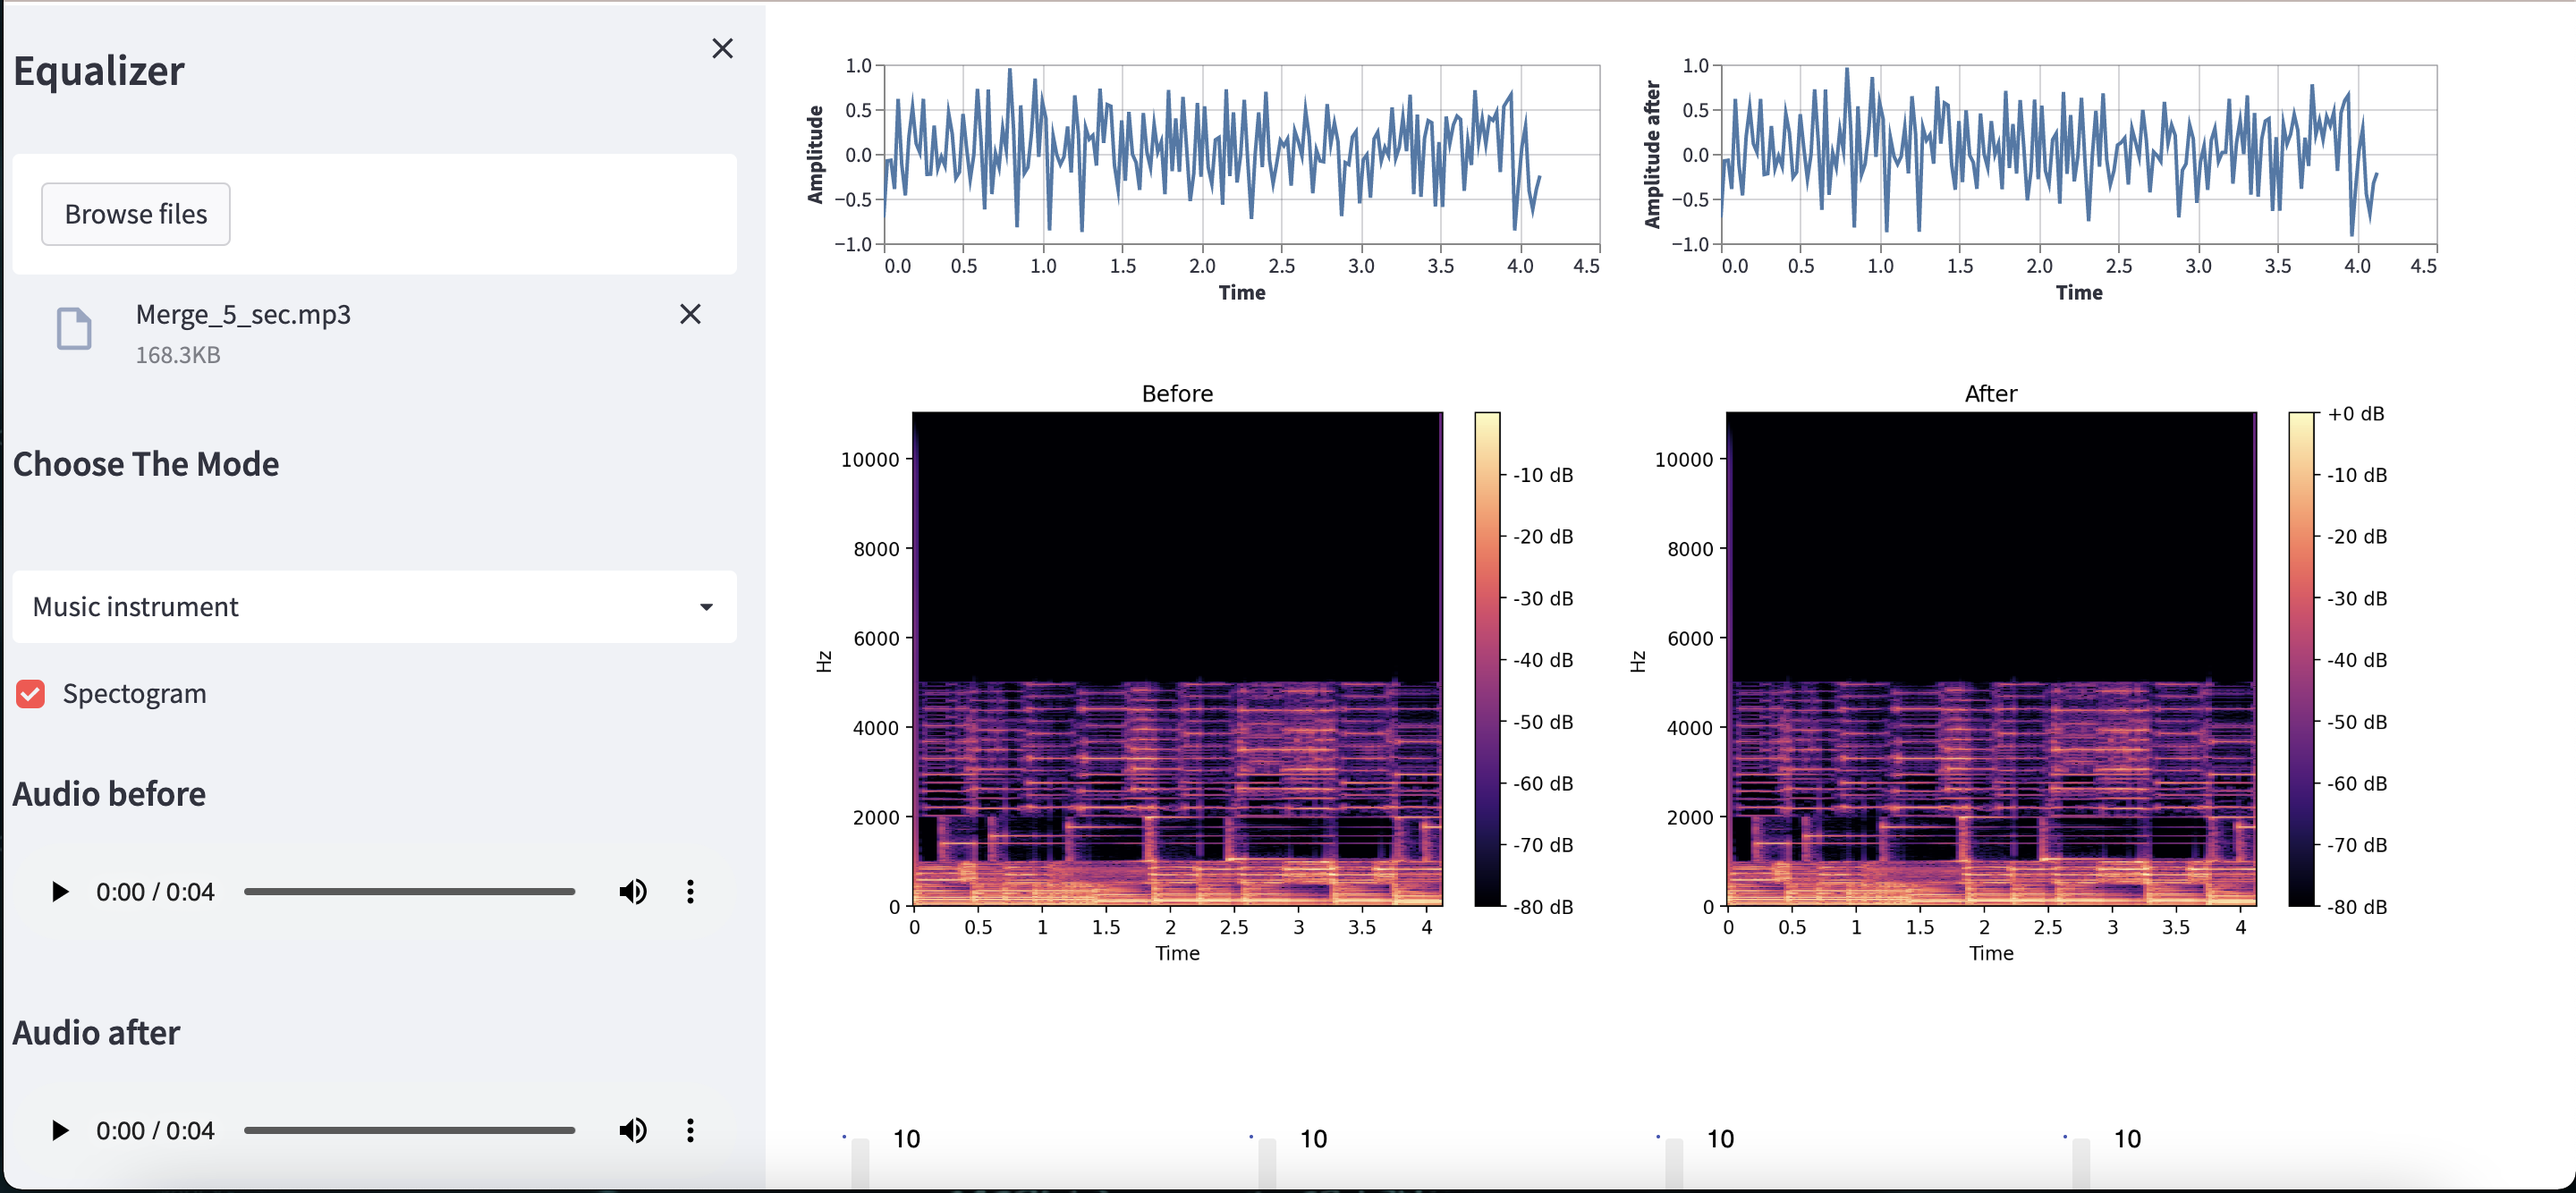 Equalizer
Browse files
Merge_5_sec.mp3
168.3KB
Choose The Mode
Music instrument
Spectogram
Audio before
0:00 / 0:04
Audio after
0:00 / 0:04
Amplitude
1.0
0.5
0.0
−0.5
−1.0
0.0 0.5 1.0 1.5 2.0 2.5 3.0 3.5 4.0 4.5
Time
Amplitude after
1.0
0.5
0.0
−0.5
−1.0
0.0 0.5 1.0 1.5 2.0 2.5 3.0 3.5 4.0 4.5
Time
Before
Hz
10000
8000
6000
4000
2000
0
0 0.5 1 1.5 2 2.5 3 3.5 4
Time
-10 dB
-20 dB
-30 dB
-40 dB
-50 dB
-60 dB
-70 dB
-80 dB
After
Hz
10000
8000
6000
4000
2000
0
0 0.5 1 1.5 2 2.5 3 3.5 4
Time
+0 dB
-10 dB
-20 dB
-30 dB
-40 dB
-50 dB
-60 dB
-70 dB
-80 dB
10 10 10 10